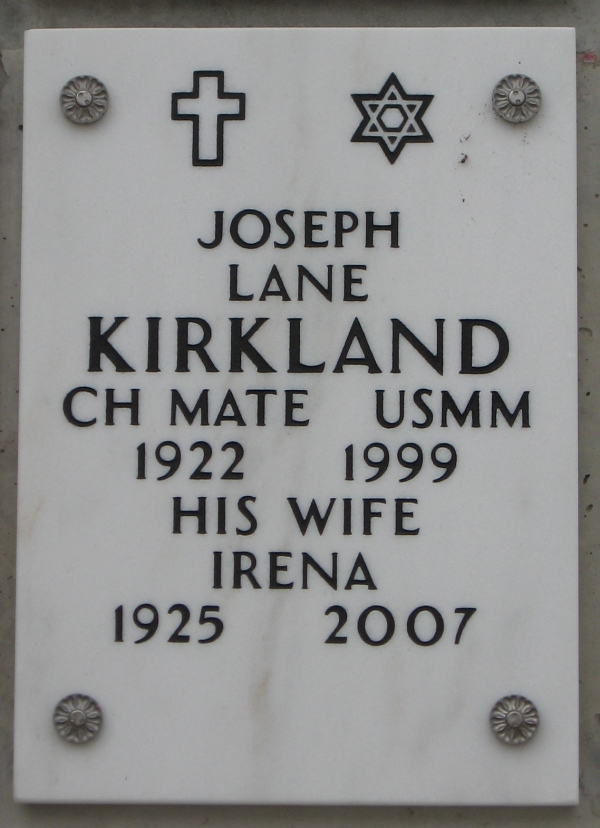 JOSEPH
LANE
KIRKLAND
CH MATE USMM
1922 1999
HIS WIFE
IRENA
1925 2007